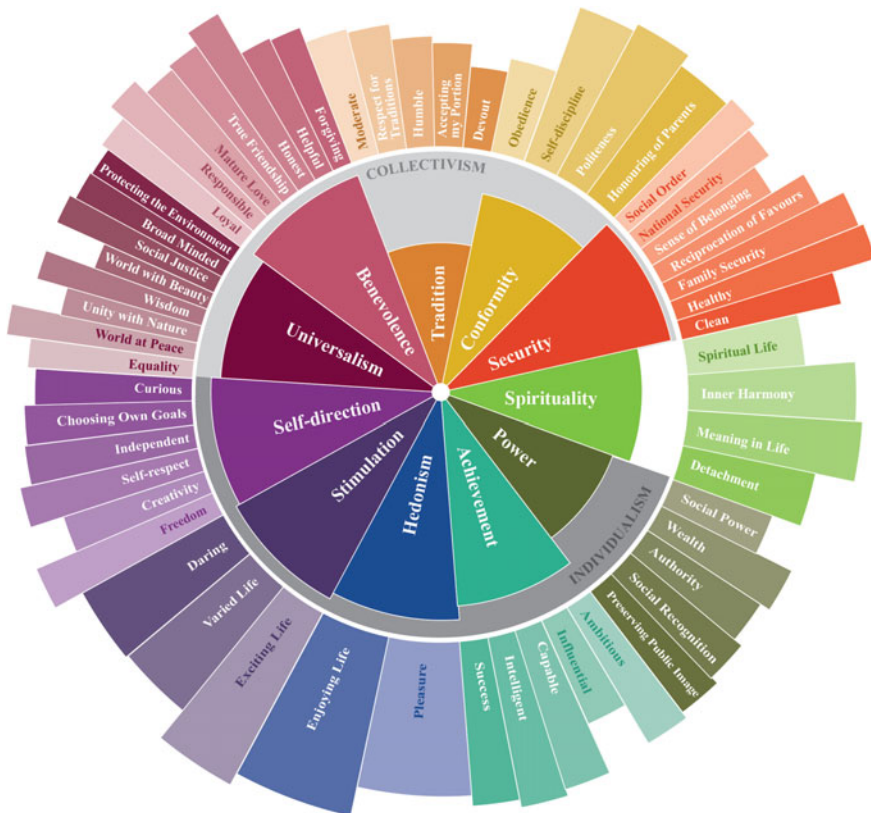 COLLECTIVISM
INDIVIDUALISM
Tradition
Conformity
Security
Spirituality
Power
Achievement
Hedonism
Stimulation
Self-direction
Universalism
Benevolence
Moderate
Respect for
Traditions
Humble
Accepting
my Portion
Devout
Obedience
Self-discipline
Politeness
Honouring of Parents
Social Order
National Security
Sense of Belonging
Reciprocation of Favours
Family Security
Healthy
Clean
Spiritual Life
Inner Harmony
Meaning in Life
Detachment
Social Power
Wealth
Authority
Social Recognition
Preserving Public Image
Ambitious
Influential
Capable
Intelligent
Success
Pleasure
Enjoying Life
Exciting Life
Varied Life
Daring
Freedom
Creativity
Self-respect
Independent
Choosing Own Goals
Curious
Equality
World at Peace
Unity with Nature
Wisdom
World with Beauty
Social Justice
Broad Minded
Protecting the Environment
Loyal
Responsible
Mature Love
True Friendship
Honest
Helpful
Forgiving